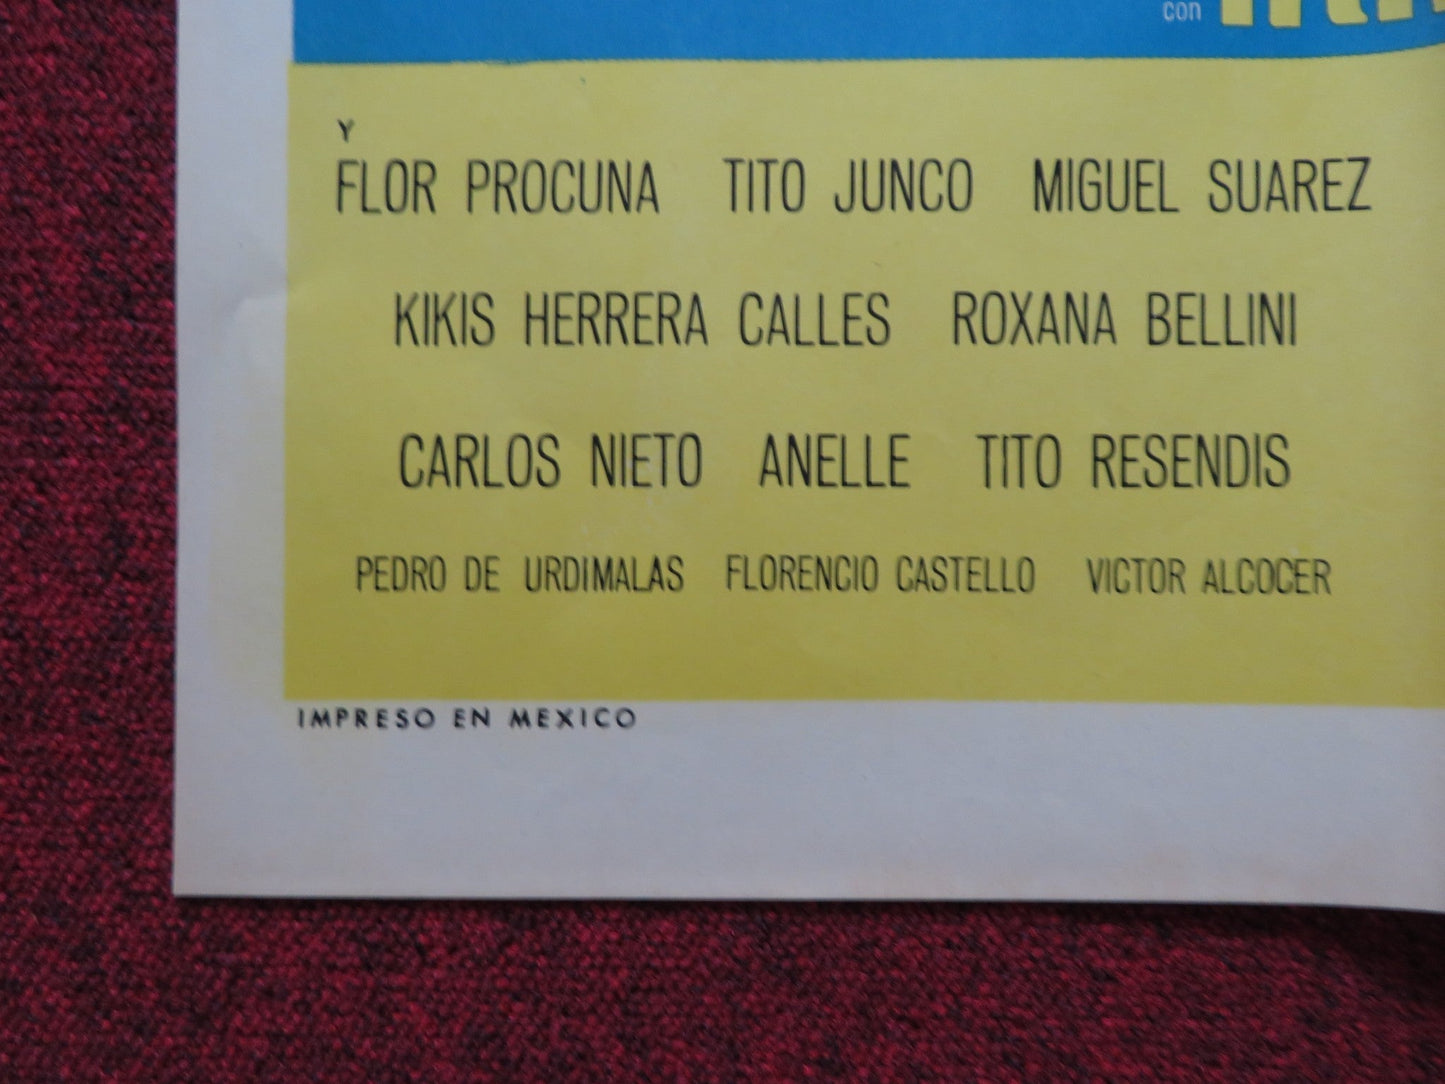 con
Y
FLOR PROCUNA TITO JUNCO MIGUEL SUAREZ
KIKIS HERRERA CALLES ROXANA BELLINI
CARLOS NIETO ANELLE TITO RESENDIS
PEDRO DE URDIMALAS FLORENCIO CASTELLO VICTOR ALCOCER
IMPRESO EN MEXICO